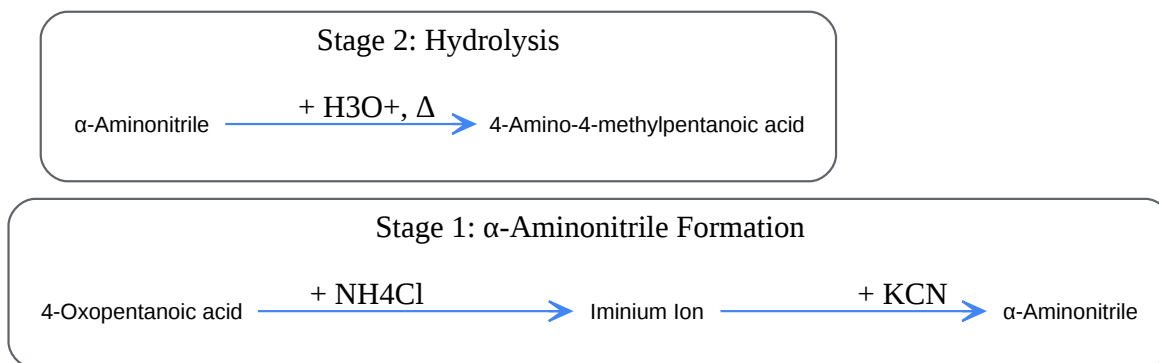 Stage 2: Hydrolysis
+ H3O+, Δ
α-Aminonitrile
4-Amino-4-methylpentanoic acid
Stage 1: α-Aminonitrile Formation
+ NH4Cl
+ KCN
4-Oxopentanoic acid
Iminium Ion
α-Aminonitrile